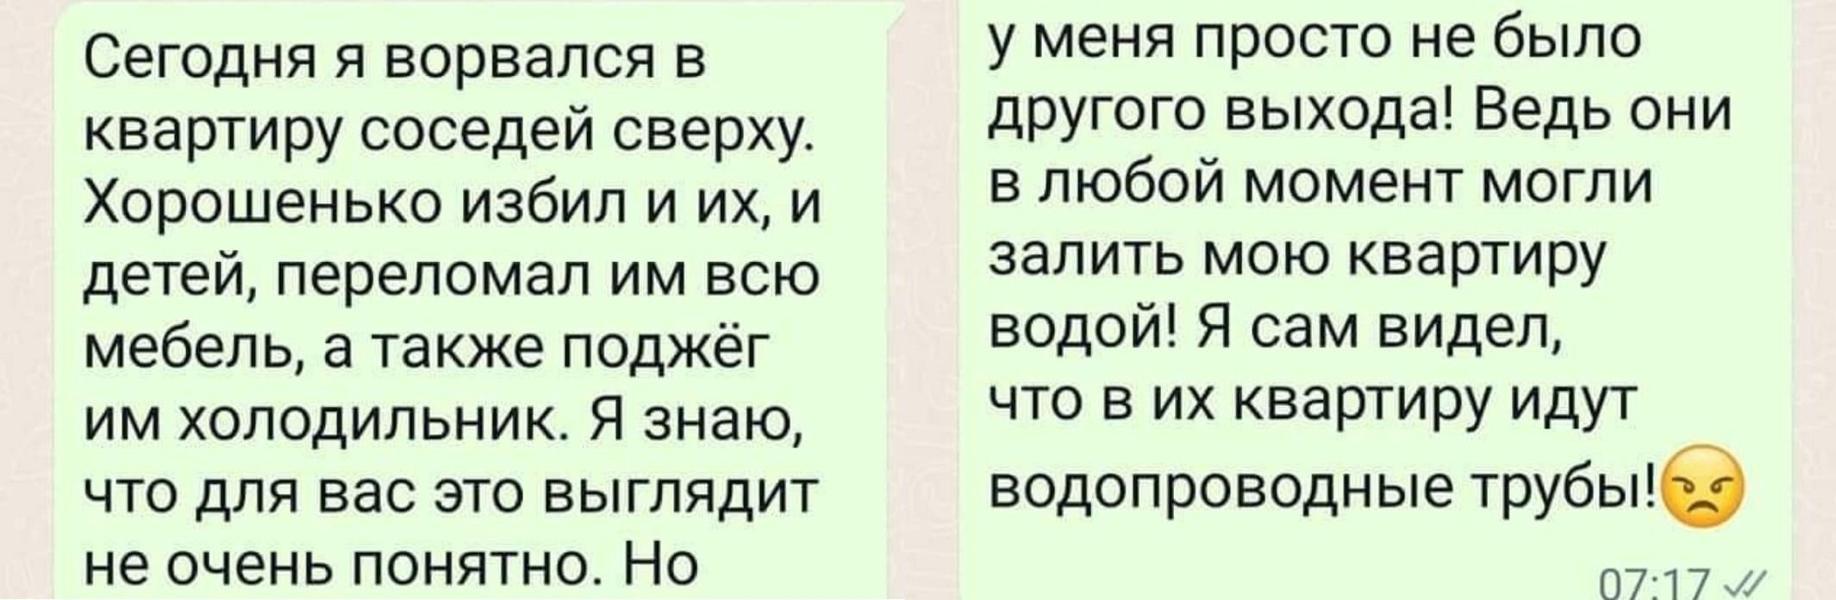 Сегодня я ворвался в
квартиру соседей сверху.
Хорошенько избил и их, и
детей, переломал им всю
мебель, а также поджёг
им холодильник. Я знаю,
что для вас это выглядит
не очень понятно. Но
у меня просто не было
другого выхода! Ведь они
в любой момент могли
залить мою квартиру
водой! Я сам видел,
что в их квартиру идут
водопроводные трубы!😠
07:17